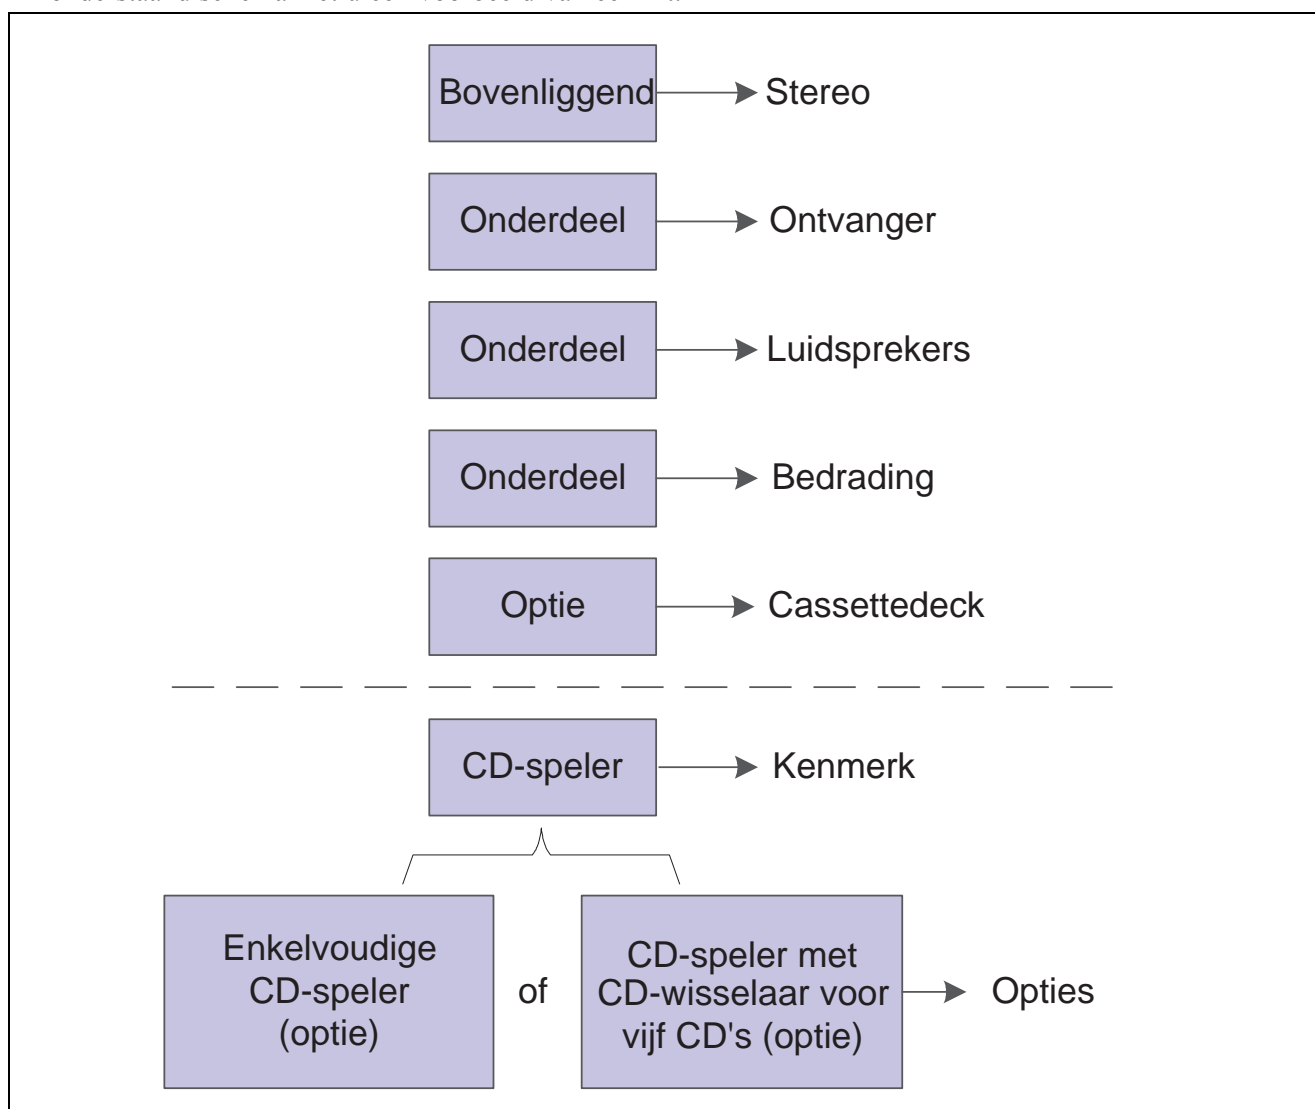 Bovenliggend Stereo
Onderdeel Ontvanger
Onderdeel Luidsprekers
Onderdeel Bedrading
Optie Cassettedeck
CD-speler Kenmerk
Enkelvoudige
CD-speler
(optie)
of
CD-speler met
CD-wisselaar voor
vijf CD's (optie)
Opties